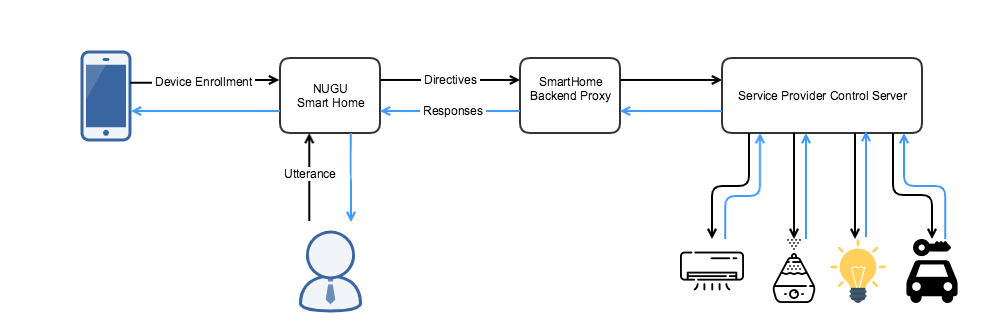 Device Enrollment
NUGU
Smart Home
Directives
Responses
SmartHome
Backend Proxy
Service Provider Control Server
Utterance